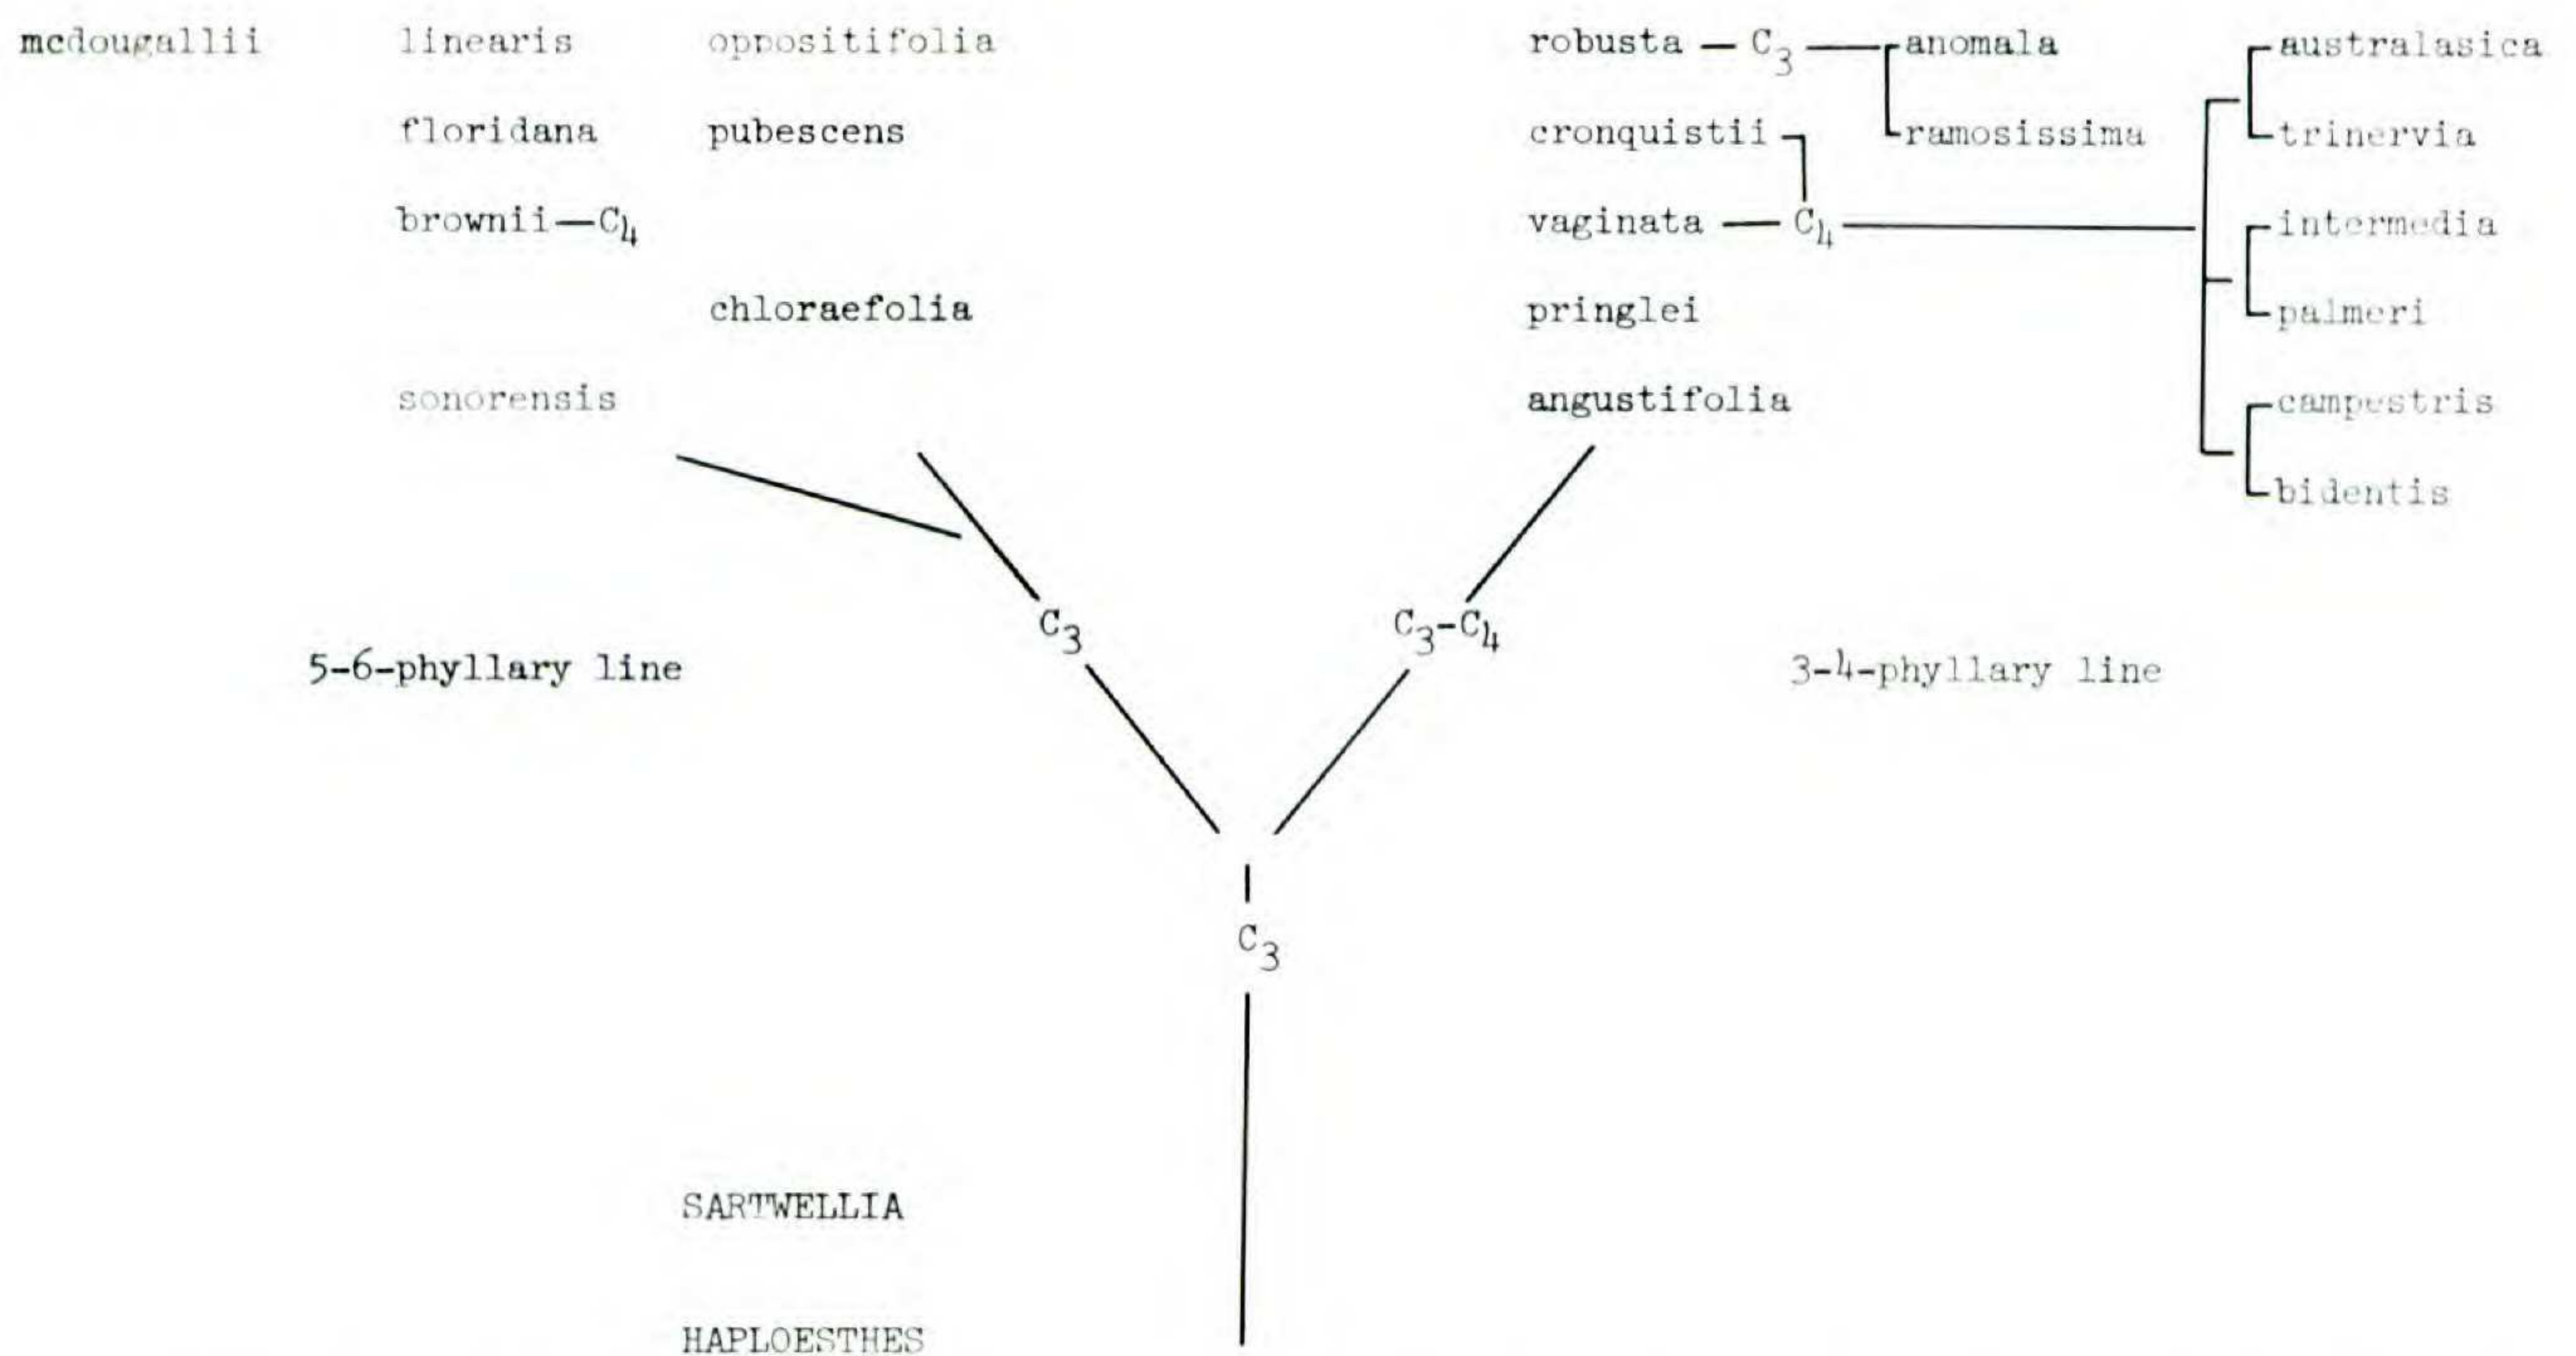 mcdougallii linearis oppositifolia robusta — C3 — anomala australasica
floridana pubescens cronquistii ramosissima trinervia
brownii—C4 vaginata — C4 intermedia
chloraefolia pringlei palmeri
sonorensis angustifolia campestris
bidentis
C3 C3-C4
5-6-phyllary line 3-4-phyllary line
C3
SARTWELLIA
HAPLOESTHES